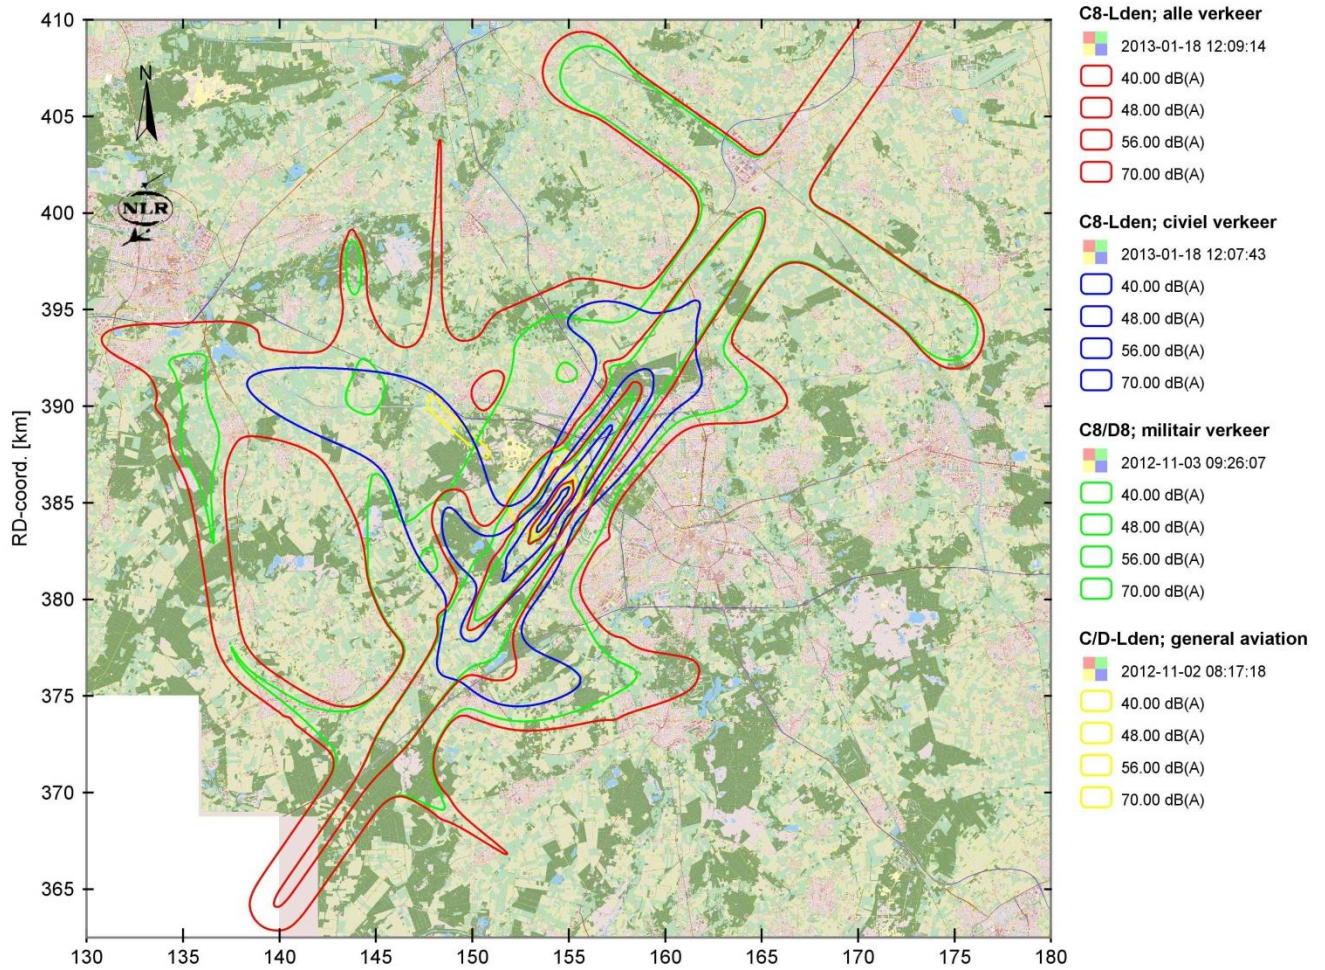 RD-coord. [km]
410
405
400
395
390
385
380
375
370
365
130
135
140
145
150
155
160
165
170
175
180
N
NLR
C8-Lden; alle verkeer
2013-01-18 12:09:14
40.00 dB(A)
48.00 dB(A)
56.00 dB(A)
70.00 dB(A)
C8-Lden; civiel verkeer
2013-01-18 12:07:43
40.00 dB(A)
48.00 dB(A)
56.00 dB(A)
70.00 dB(A)
C8/D8; militair verkeer
2012-11-03 09:26:07
40.00 dB(A)
48.00 dB(A)
56.00 dB(A)
70.00 dB(A)
C/D-Lden; general aviation
2012-11-02 08:17:18
40.00 dB(A)
48.00 dB(A)
56.00 dB(A)
70.00 dB(A)